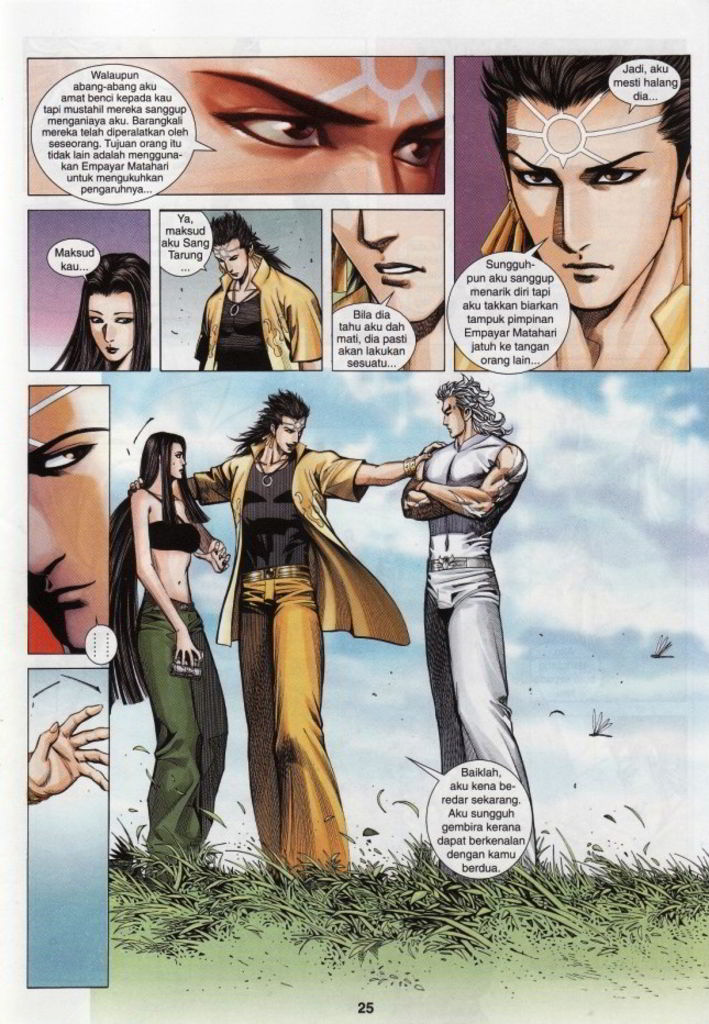 Walaupun
abang-abang aku
amat benci kepada kau
tapi mustahil mereka sanggup
menganiaya aku. Barangkali
mereka telah diperalatkan oleh
seseorang. Tujuan orang itu
tidak lain adalah mengguna-
kan Empayar Matahari
untuk mengukuhkan
pengaruhnya...
Jadi, aku
mesti halang
dia...
Sungguh-
pun aku sanggup
menarik diri tapi
aku takkan biarkan
tampuk pimpinan
Empayar Matahari
jatuh ke tangan
orang lain...
Maksud
kau...
Ya,
maksud
aku Sang
Tarung
...
Bila dia
tahu aku dah
mati, dia pasti
akan lakukan
sesuatu...
Baiklah,
aku kena be-
redar sekarang.
Aku sungguh
gembira kerana
dapat berkenalan
dengan kamu
berdua.
25